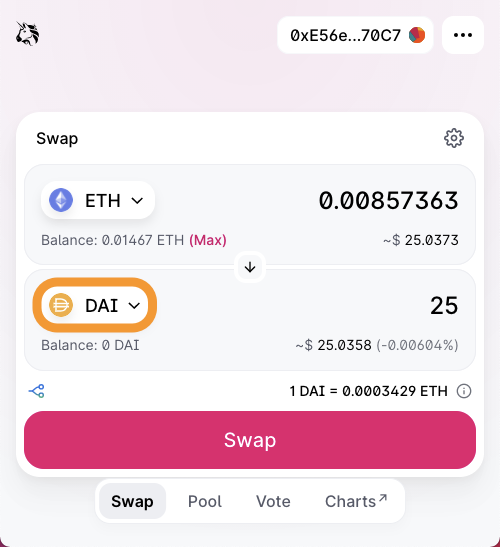 0xE56e...70C7
Swap
ETH
0.00857363
Balance: 0.01467 ETH (Max)
~$ 25.0373
DAI
25
Balance: 0 DAI
~$ 25.0358 (-0.00604%)
1 DAI = 0.0003429 ETH
Swap
Swap Pool Vote Charts↗